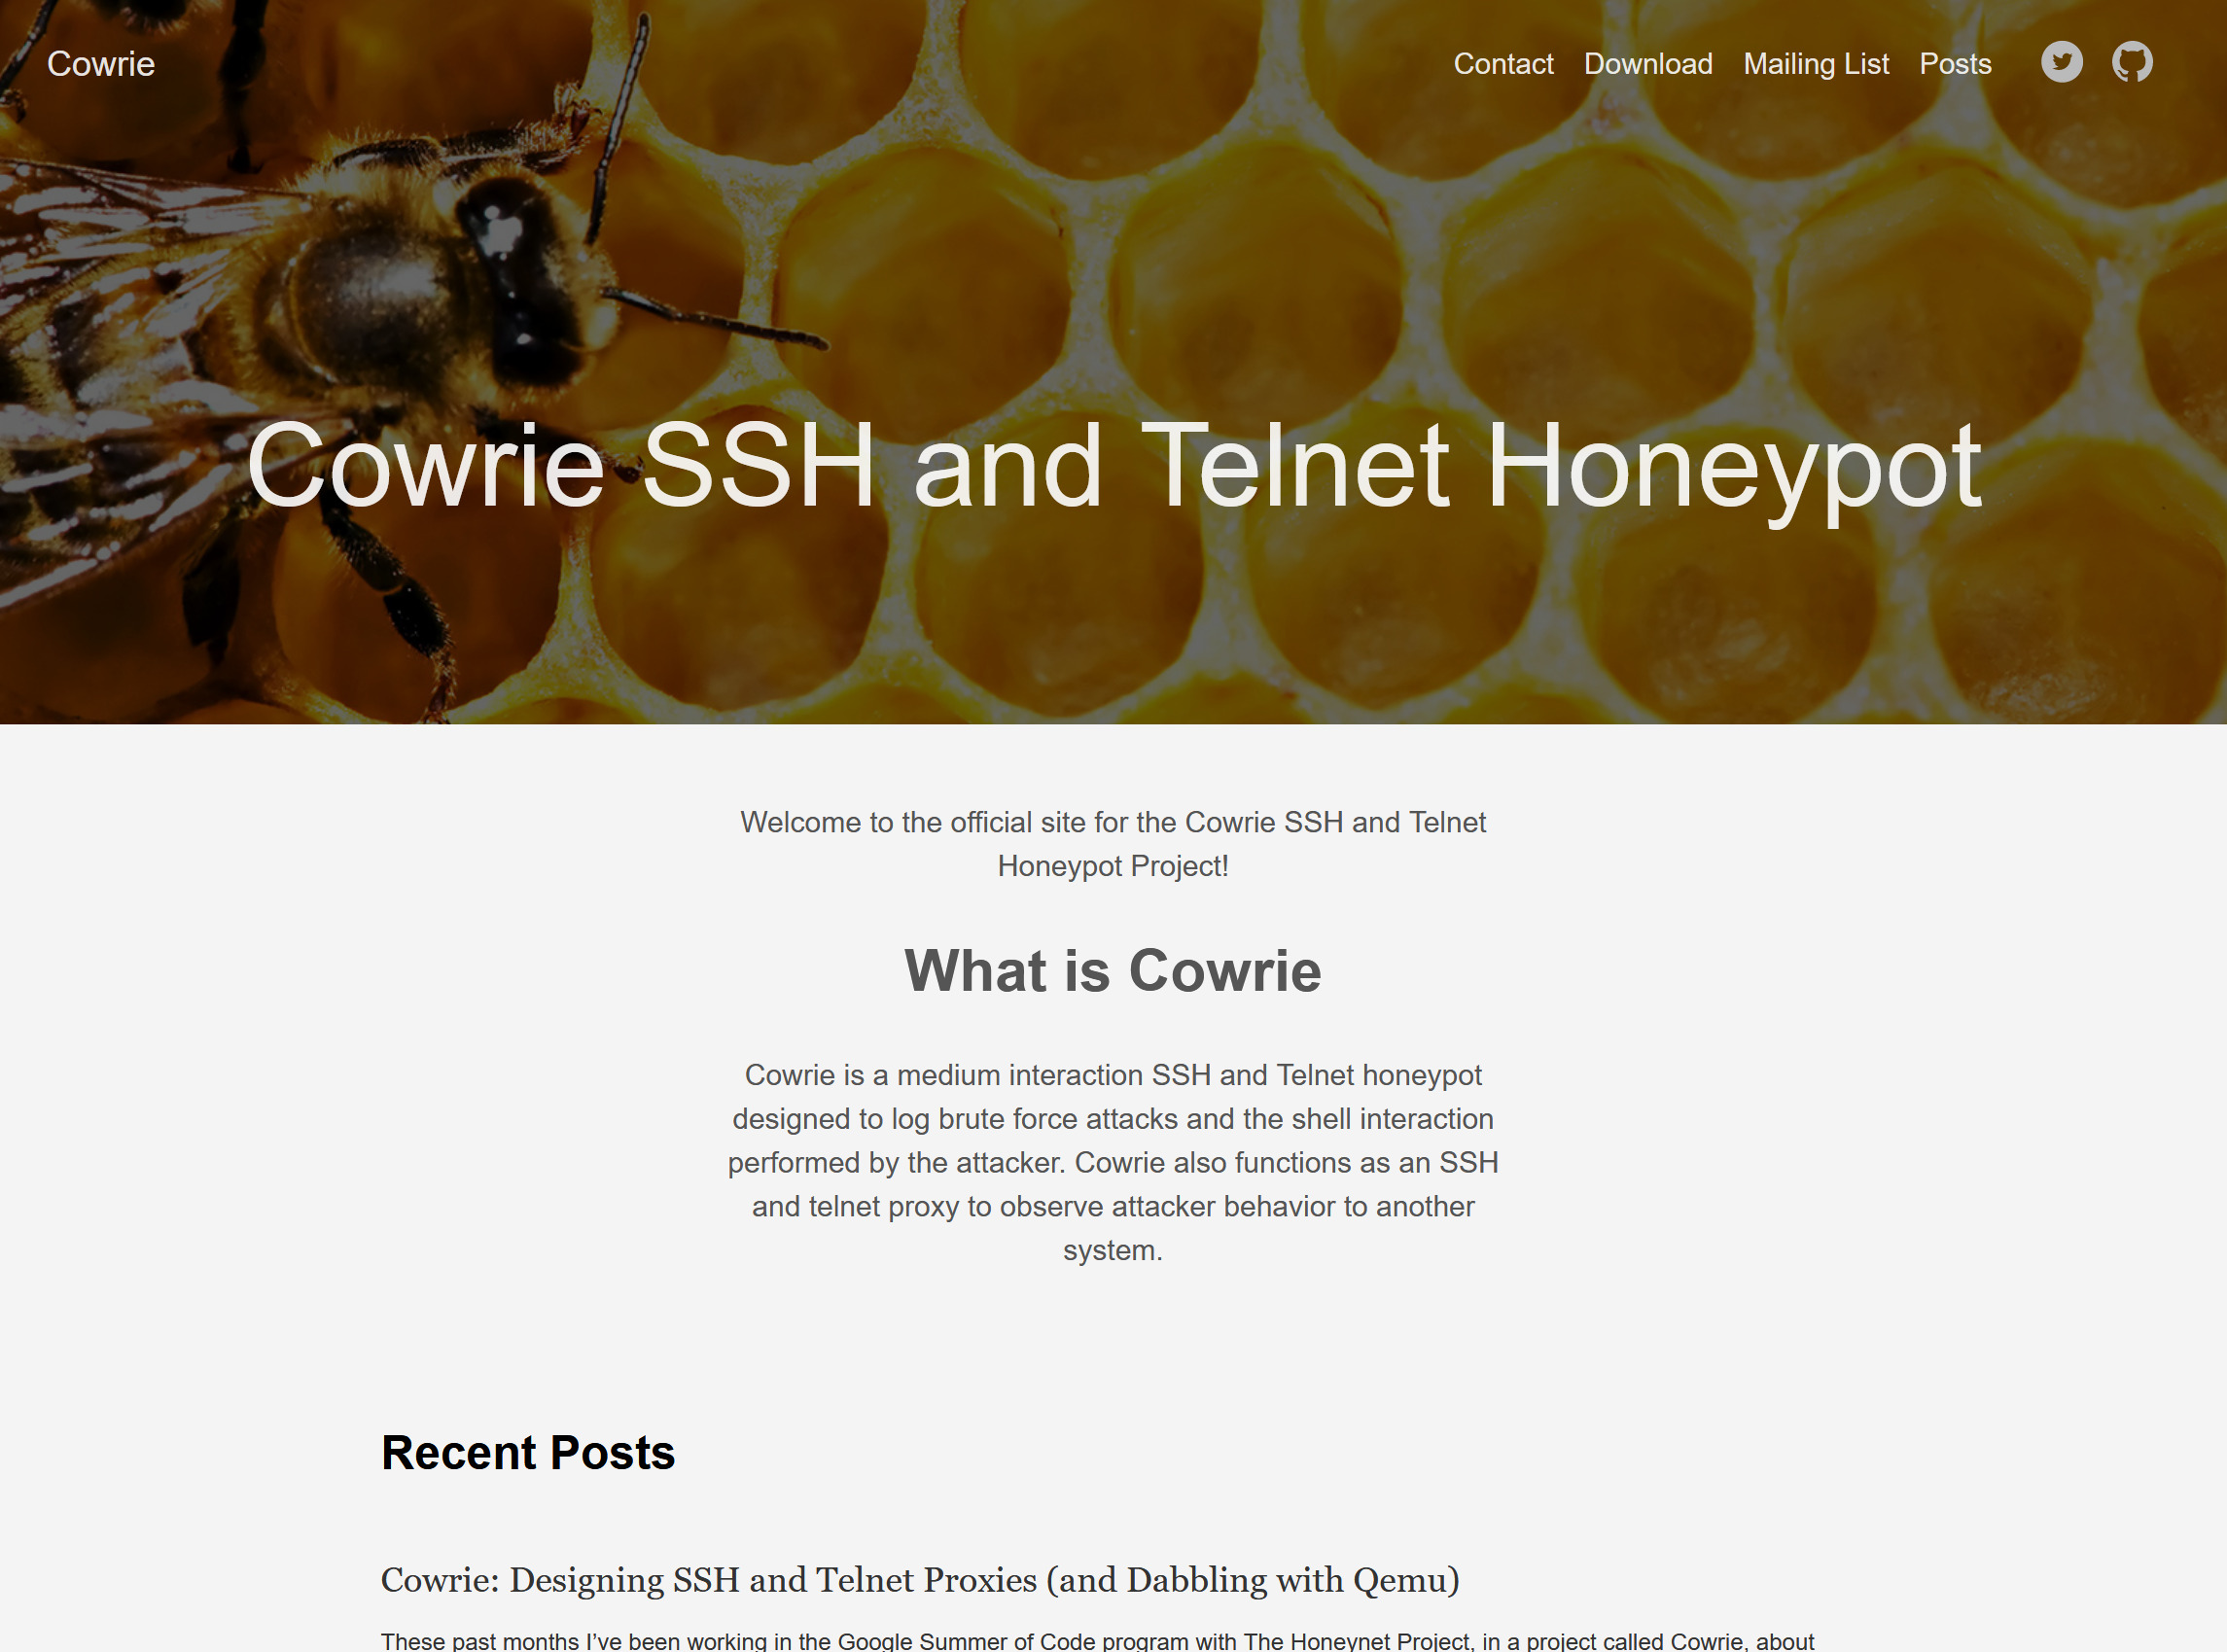 Cowrie
Contact Download Mailing List Posts
Cowrie SSH and Telnet Honeypot
Welcome to the official site for the Cowrie SSH and Telnet
Honeypot Project!
What is Cowrie
Cowrie is a medium interaction SSH and Telnet honeypot
designed to log brute force attacks and the shell interaction
performed by the attacker. Cowrie also functions as an SSH
and telnet proxy to observe attacker behavior to another
system.
Recent Posts
Cowrie: Designing SSH and Telnet Proxies (and Dabbling with Qemu)
These past months I’ve been working in the Google Summer of Code program with The Honeynet Project, in a project called Cowrie, about